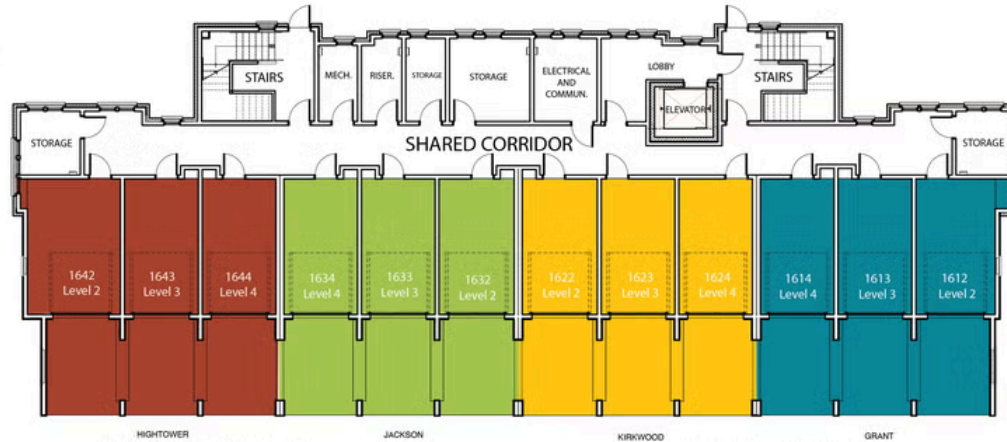 STAIRS
MECH.
RISER.
STORAGE
STORAGE
ELECTRICAL
AND
COMMUN.
LOBBY
ELEVATOR
STAIRS
STORAGE
SHARED CORRIDOR
STORAGE
1642
Level 2
1643
Level 3
1644
Level 4
1634
Level 4
1633
Level 3
1632
Level 2
1622
Level 2
1623
Level 3
1624
Level 4
1614
Level 4
1613
Level 3
1612
Level 2
HIGHTOWER
JACKSON
KIRKWOOD
GRANT